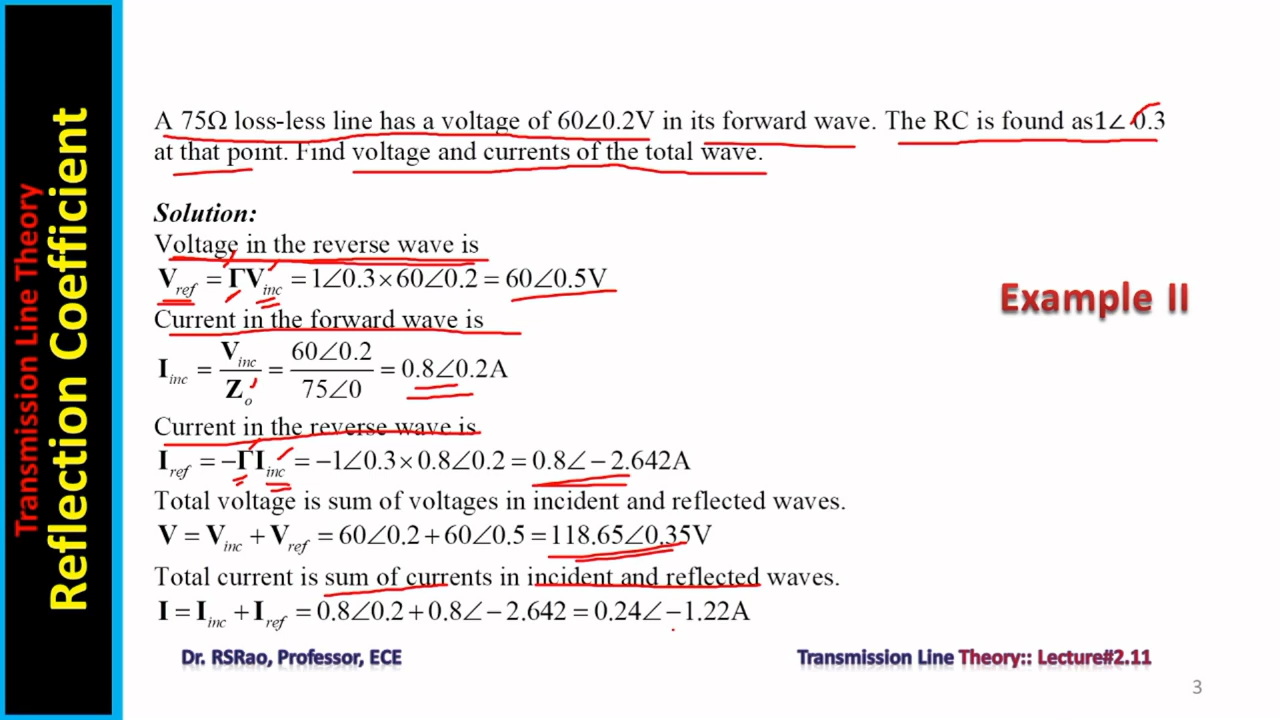 Transmission Line Theory
Reflection Coefficient
A 75Ω loss-less line has a voltage of 60∠0.2V in its forward wave. The RC is found as1∠ 0.3
at that point. Find voltage and currents of the total wave.
Solution:
Voltage in the reverse wave is
V_ref = ΓV_inc = 1∠0.3×60∠0.2 = 60∠0.5V
Current in the forward wave is
I_inc = V_inc / Z_o = 60∠0.2 / 75∠0 = 0.8∠0.2A
Current in the reverse wave is
I_ref = −ΓI_inc = −1∠0.3×0.8∠0.2 = 0.8∠−2.642A
Total voltage is sum of voltages in incident and reflected waves.
V = V_inc + V_ref = 60∠0.2 + 60∠0.5 = 118.65∠0.35V
Total current is sum of currents in incident and reflected waves.
I = I_inc + I_ref = 0.8∠0.2 + 0.8∠−2.642 = 0.24∠−1.22A
Example II
Dr. RSRao, Professor, ECE
Transmission Line Theory:: Lecture#2.11
3